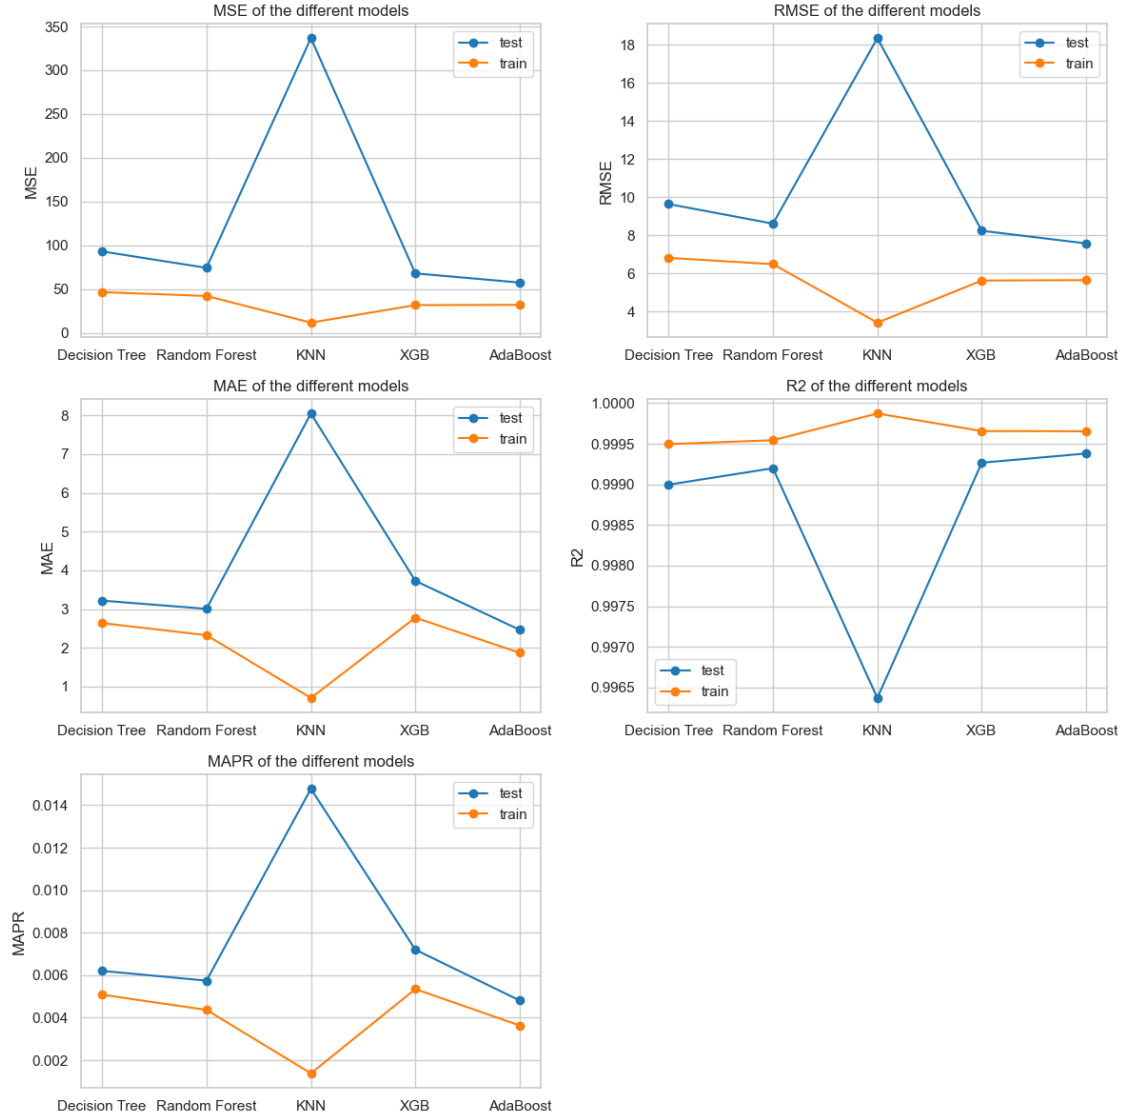 MSE of the different models
350
300
250
200
150
100
50
0
MSE
test
train
Decision Tree Random Forest KNN XGB AdaBoost
RMSE of the different models
18
16
14
12
10
8
6
4
RMSE
test
train
Decision Tree Random Forest KNN XGB AdaBoost
MAE of the different models
8
7
6
5
4
3
2
1
MAE
test
train
Decision Tree Random Forest KNN XGB AdaBoost
R2 of the different models
1.0000
0.9995
0.9990
0.9985
0.9980
0.9975
0.9970
0.9965
R2
test
train
Decision Tree Random Forest KNN XGB AdaBoost
MAPR of the different models
0.014
0.012
0.010
0.008
0.006
0.004
0.002
MAPR
test
train
Decision Tree Random Forest KNN XGB AdaBoost